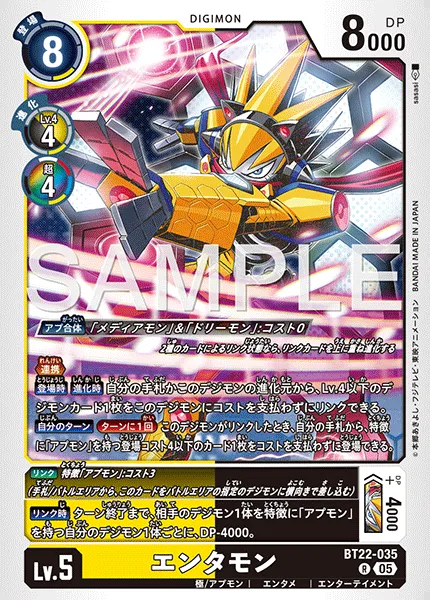 登場
8
DIGIMON
8000
DP
進化
Lv.4
4
超
4
sasasi
©本郷あきよし・フジテレビ・東映アニメーション BANDAI MADE IN JAPAN
SAMPLE
アプ合体 「メディアモン」&「ドリーモン」:コスト0
2種のカードによるリンク状態なら、リンクカードを上に重ね進化する
連携
登場時 進化時 自分の手札かこのデジモンの進化元から、Lv.4以下のデ
ジモンカード1枚をこのデジモンにコストを支払わずにリンクできる。
自分のターン ターンに1回 このデジモンがリンクしたとき、自分の手札から、特徴
に「アプモン」を持つ登場コスト4以下のカード1枚をコストを支払わずに登場できる。
リンク 特徴「アプモン」:コスト3
(手札/バトルエリアから、このカードをバトルエリアの指定のデジモンに横向きで差し込む)
リンク時 ターン終了まで、相手のデジモン1体を特徴に「アプモン」
を持つ自分のデジモン1体ごとに、DP-4000。
DP
+4000
Lv.5
エンタモン
BT22-035
R 05
極/アプモン エンタメ エンターテイメント